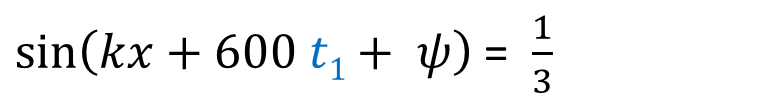 sin(𝑘𝑥 + 600 𝑡₁ + 𝜓) = 1/3